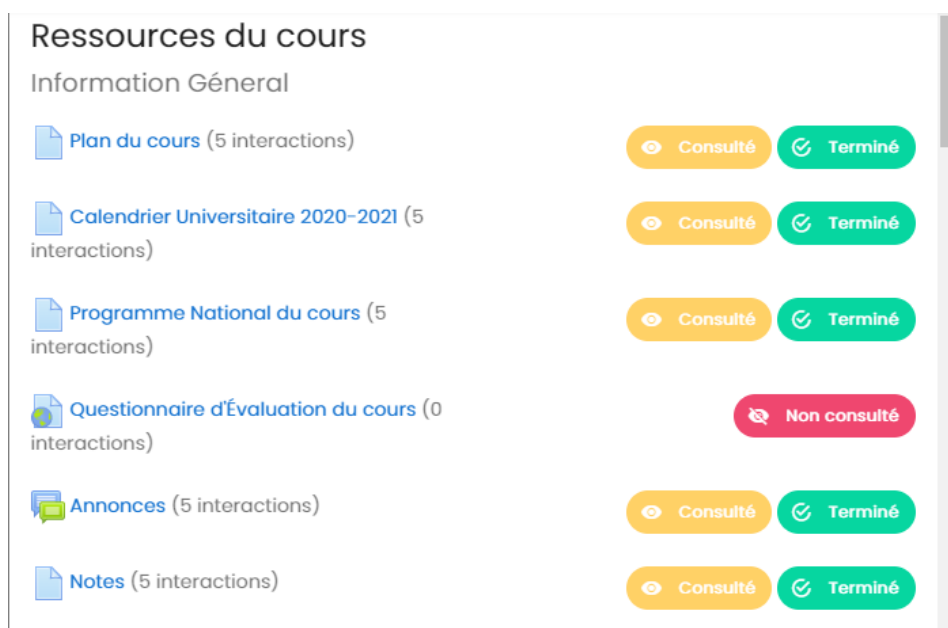 Ressources du cours
Information Géneral
Plan du cours (5 interactions) Consulté Terminé
Calendrier Universitaire 2020-2021 (5 Consulté Terminé
interactions)
Programme National du cours (5 Consulté Terminé
interactions)
Questionnaire d'Évaluation du cours (0 Non consulté
interactions)
Annonces (5 interactions) Consulté Terminé
Notes (5 interactions) Consulté Terminé